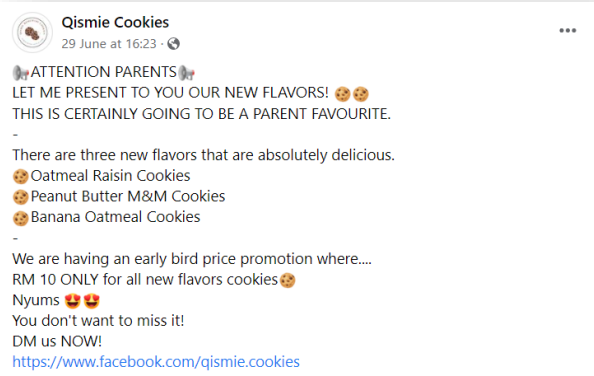 Qismie Cookies
29 June at 16:23 ·
📢ATTENTION PARENTS📢
LET ME PRESENT TO YOU OUR NEW FLAVORS! 🍪🍪
THIS IS CERTAINLY GOING TO BE A PARENT FAVOURITE.
-
There are three new flavors that are absolutely delicious.
🍪Oatmeal Raisin Cookies
🍪Peanut Butter M&M Cookies
🍪Banana Oatmeal Cookies
-
We are having an early bird price promotion where....
RM 10 ONLY for all new flavors cookies🍪
Nyums 😍😍
You don't want to miss it!
DM us NOW!
https://www.facebook.com/qismie.cookies